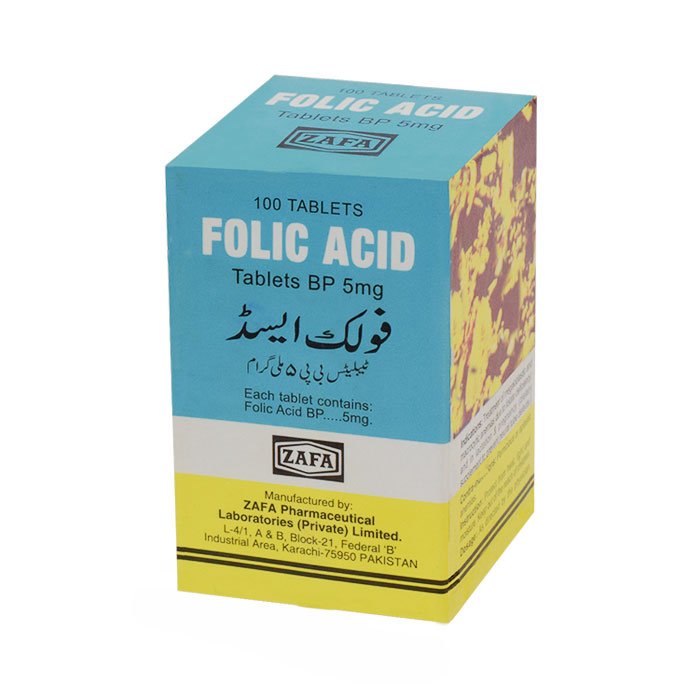 100 TABLETS
FOLIC ACID
Tablets BP 5mg
ZAFA
100 TABLETS
FOLIC ACID
Tablets BP 5mg
فولک ایسڈ
ٹیبلیٹس بی پی ۵ ملی گرام
Each tablet contains:
Folic Acid BP.....5mg.
ZAFA
Manufactured by:
ZAFA Pharmaceutical
Laboratories (Private) Limited.
L-4/1, A & B, Block-21, Federal 'B'
Industrial Area, Karachi-75950 PAKISTAN
Indications: